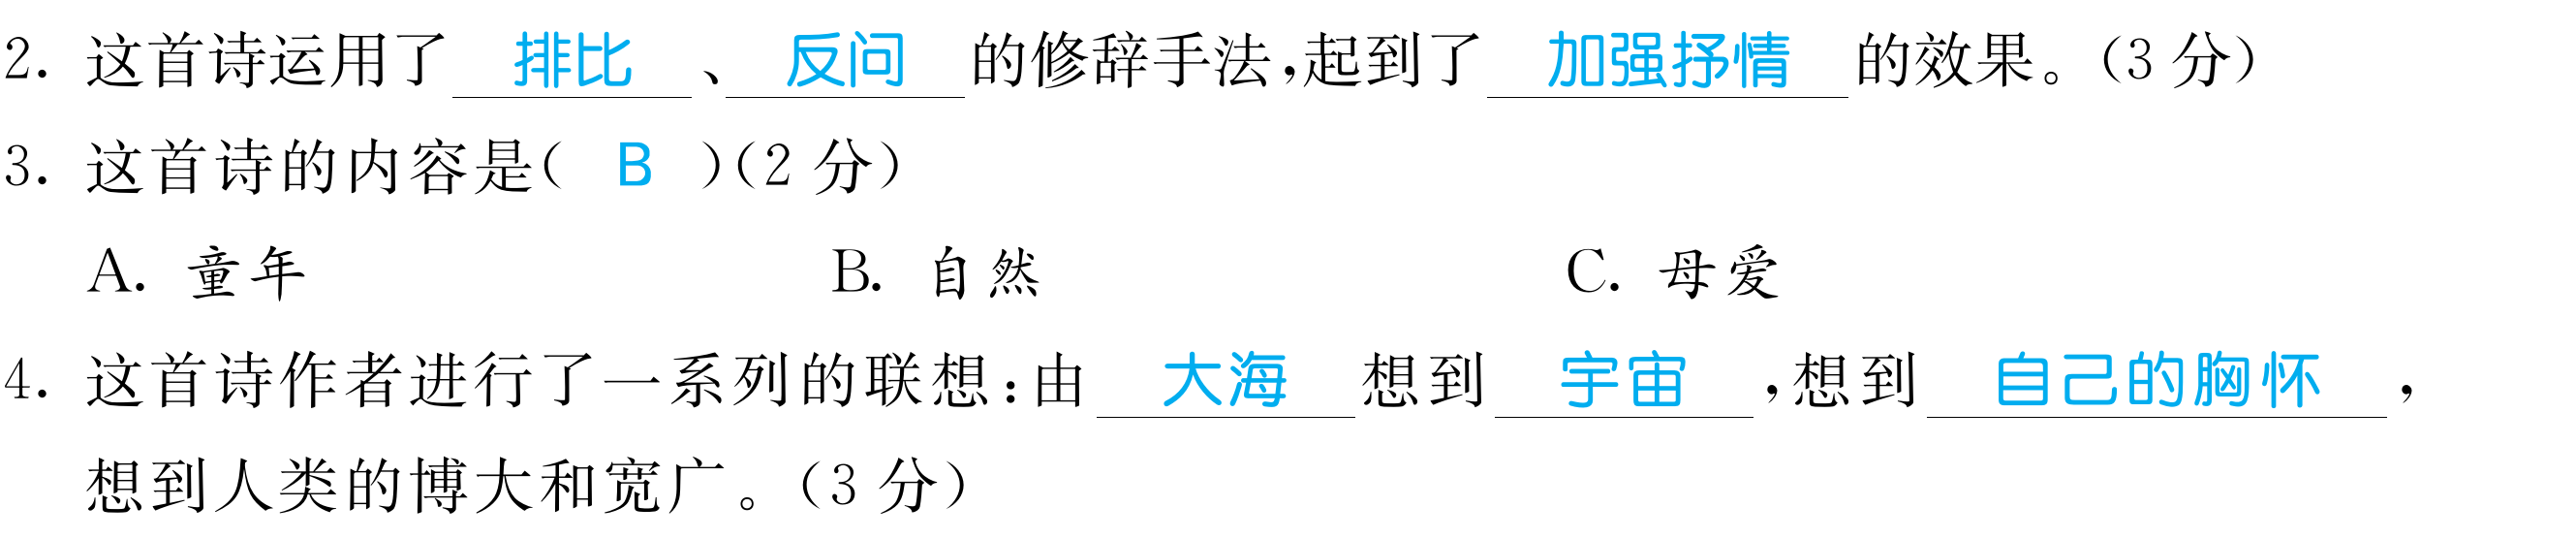 2. 这首诗运用了 排比 、 反问 的修辞手法,起到了 加强抒情 的效果。(3 分)
3. 这首诗的内容是( B )(2 分)
A. 童年 B. 自然 C. 母爱
4. 这首诗作者进行了一系列的联想:由 大海 想到 宇宙 ,想到 自己的胸怀 ,
想到人类的博大和宽广。(3 分)